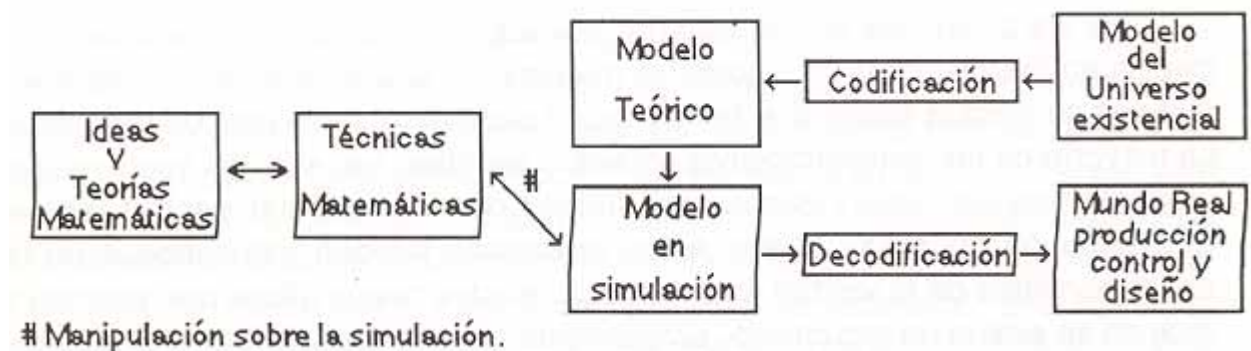 Ideas
y
Teorías
Matemáticas
Técnicas
Matemáticas
#
Modelo
Teórico
Codificación
Modelo
del
Universo
existencial
Modelo
en
simulación
Decodificación
Mundo Real
producción
control y
diseño
# Manipulación sobre la simulación.